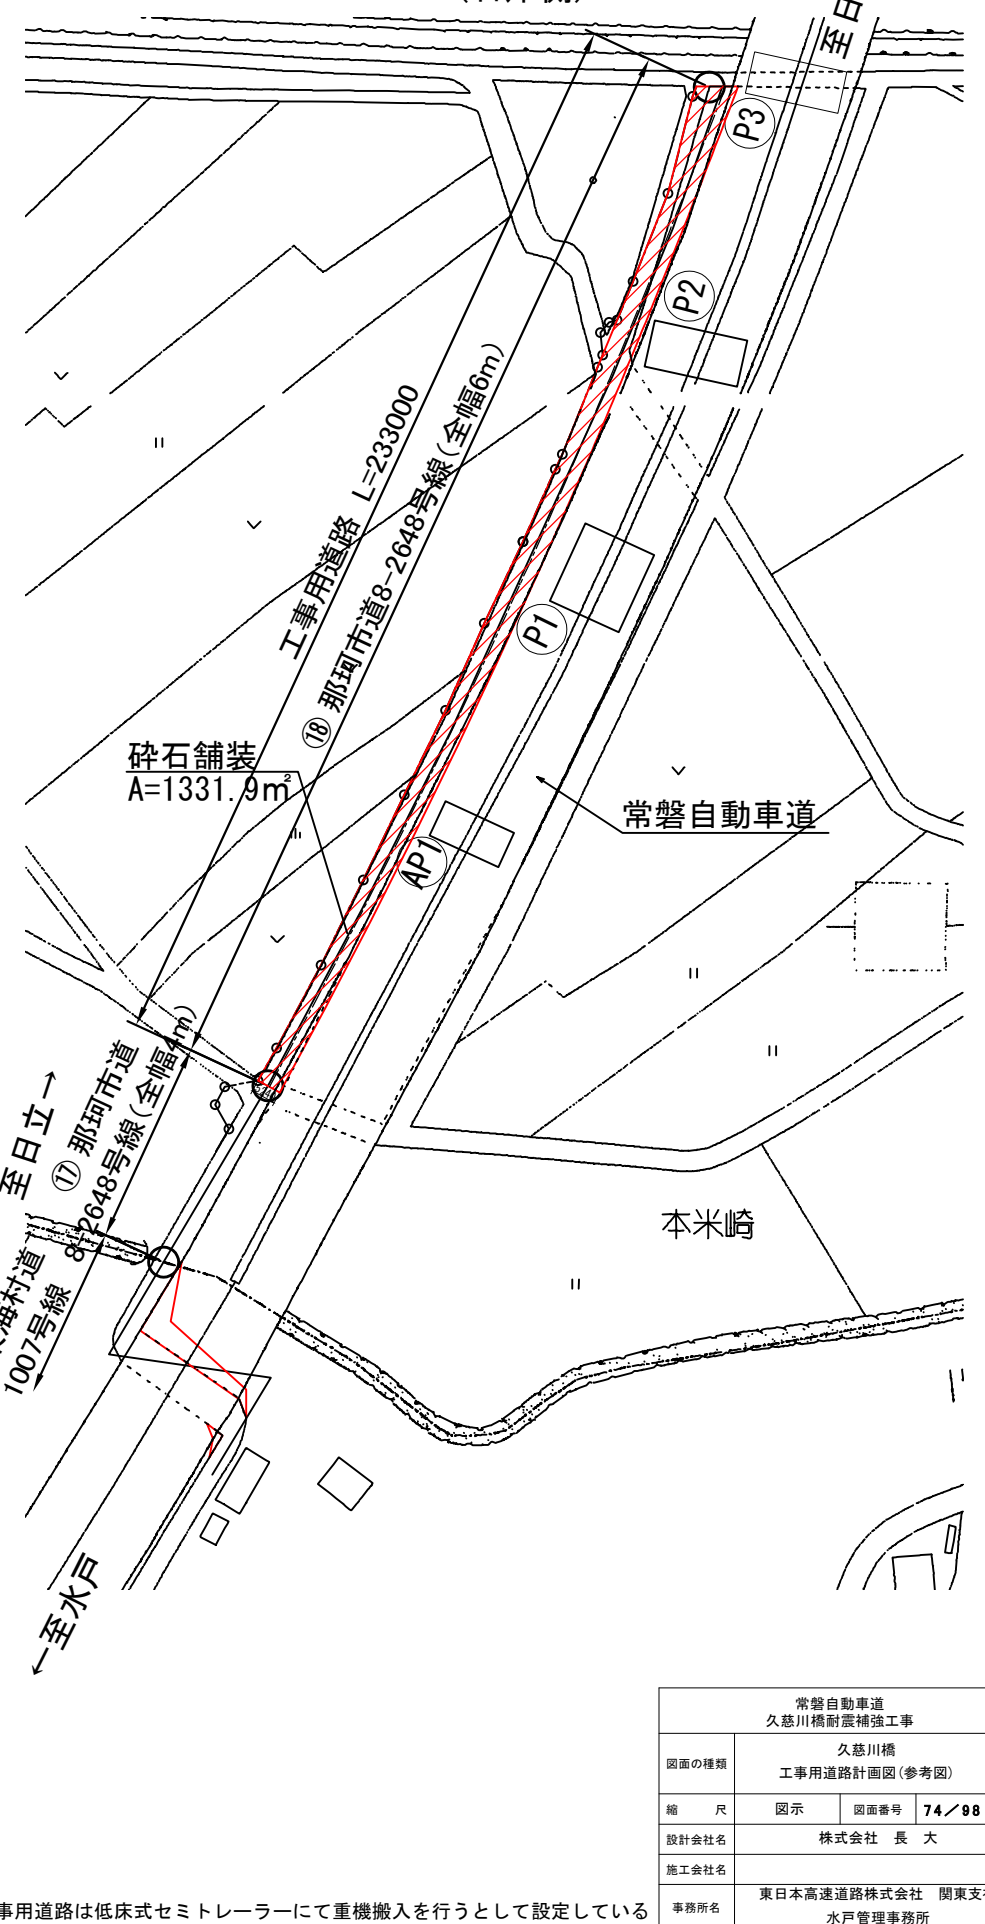 至日
P3
P2
工事用道路 L=233000
⑱ 那珂市道8-2648号線(全幅6m)
P1
砕石舗装
A=1331.9㎡
常磐自動車道
AP1
至日立→
⑰ 那珂市道
8-2648号線(全幅4m)
海村道
1007号線
本米崎
←至水戸
常磐自動車道
久慈川橋耐震補強工事
図面の種類
久慈川橋
工事用道路計画図(参考図)
縮 尺 図示 図面番号 74/98
設計会社名 株式会社 長 大
施工会社名
事務所名
東日本高速道路株式会社 関東支
水戸管理事務所
事用道路は低床式セミトレーラーにて重機搬入を行うとして設定している